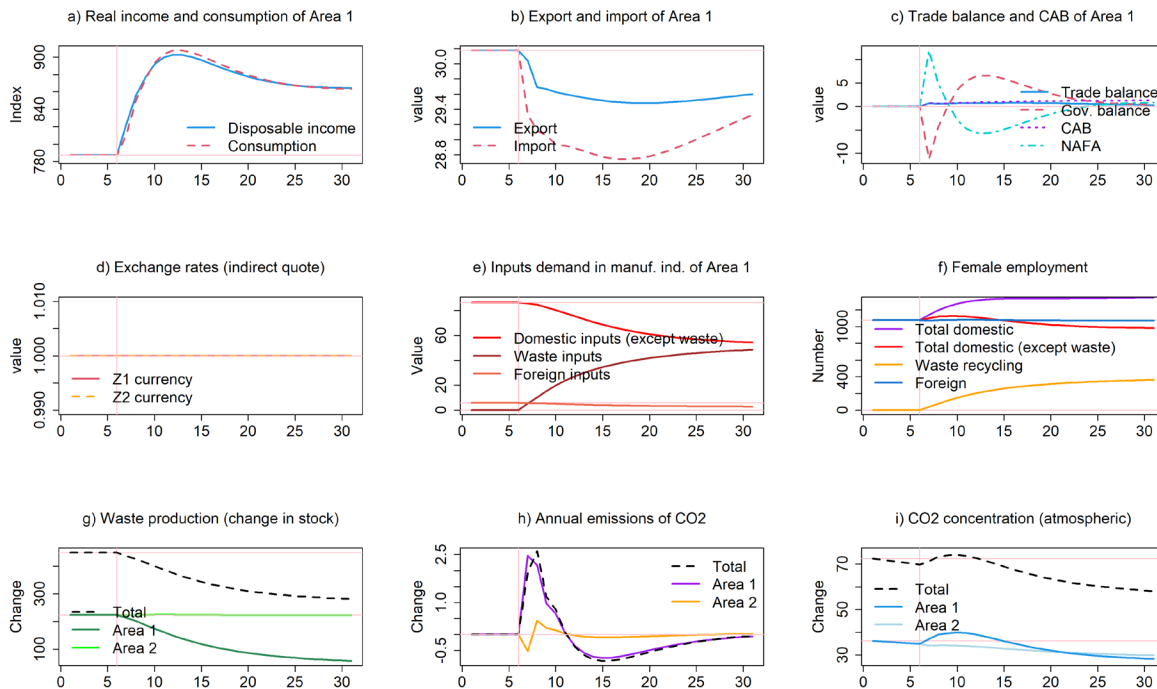 a) Real income and consumption of Area 1
Index
900
840
780
Disposable income
Consumption
0 5 10 15 20 25 30
b) Export and import of Area 1
value
30.0
29.4
28.8
Export
Import
0 5 10 15 20 25 30
c) Trade balance and CAB of Area 1
value
5
0
-10
Trade balance
Gov. balance
CAB
NAFA
0 5 10 15 20 25 30
d) Exchange rates (indirect quote)
value
1.010
1.000
0.990
Z1 currency
Z2 currency
0 5 10 15 20 25 30
e) Inputs demand in manuf. ind. of Area 1
Value
60
20
0
Domestic inputs (except waste)
Waste inputs
Foreign inputs
0 5 10 15 20 25 30
f) Female employment
Number
1000
400
0
Total domestic
Total domestic (except waste)
Waste recycling
Foreign
0 5 10 15 20 25 30
g) Waste production (change in stock)
Change
300
100
Total
Area 1
Area 2
0 5 10 15 20 25 30
h) Annual emissions of CO2
Change
2.5
1.0
-0.5
Total
Area 1
Area 2
0 5 10 15 20 25 30
i) CO2 concentration (atmospheric)
Change
70
50
30
Total
Area 1
Area 2
0 5 10 15 20 25 30